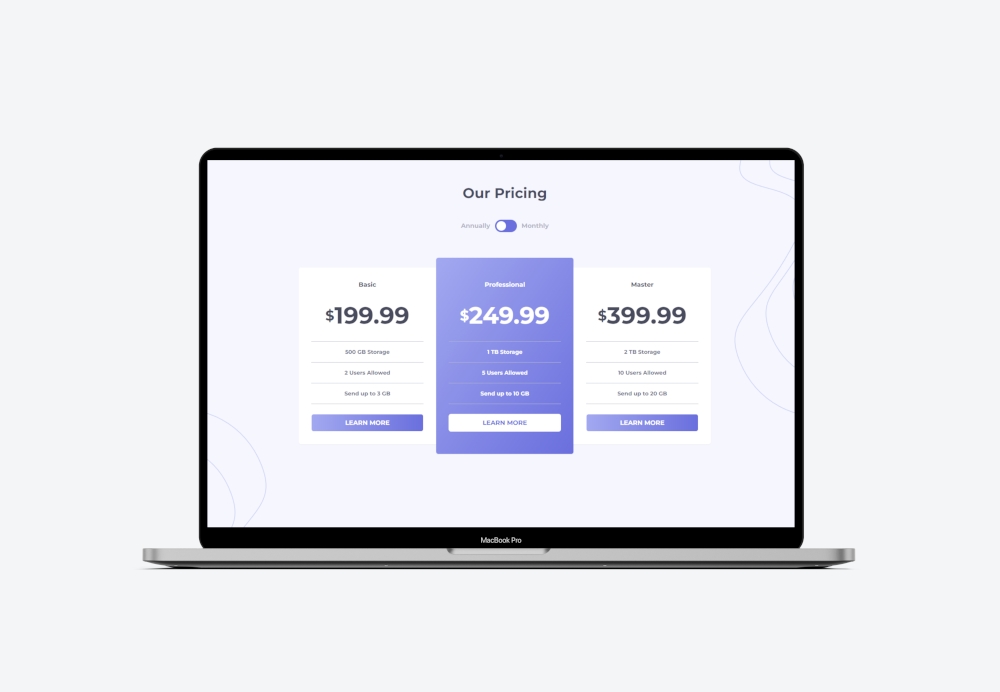 Our Pricing
Annually Monthly
Basic
$199.99
500 GB Storage
2 Users Allowed
Send up to 3 GB
LEARN MORE
Professional
$249.99
1 TB Storage
5 Users Allowed
Send up to 10 GB
LEARN MORE
Master
$399.99
2 TB Storage
10 Users Allowed
Send up to 20 GB
LEARN MORE
MacBook Pro